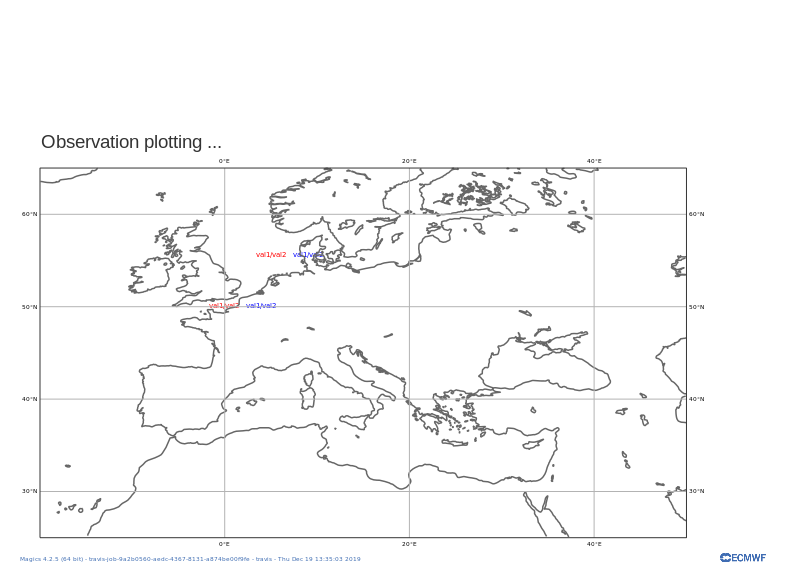 Observation plotting ...
0°E 20°E 40°E
60°N 60°N
val1/val2 val1/val2
50°N 50°N
val1/val2 val1/val2
40°N 40°N
30°N 30°N
0°E 20°E 40°E
Magics 4.2.5 (64 bit) - travis-job-9a2b0560-aedc-4367-8131-a874be00f9fe - travis - Thu Dec 19 13:35:03 2019
ECMWF